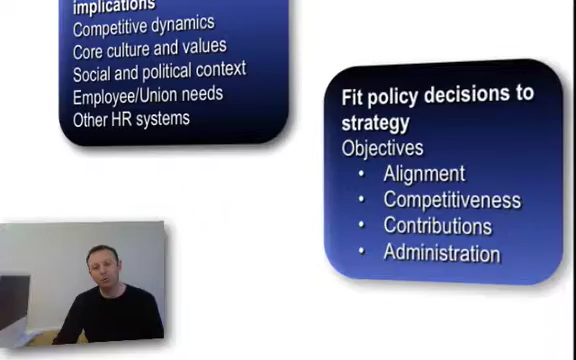 implications
Competitive dynamics
Core culture and values
Social and political context
Employee/Union needs
Other HR systems
Fit policy decisions to
strategy
Objectives
• Alignment
• Competitiveness
• Contributions
• Administration